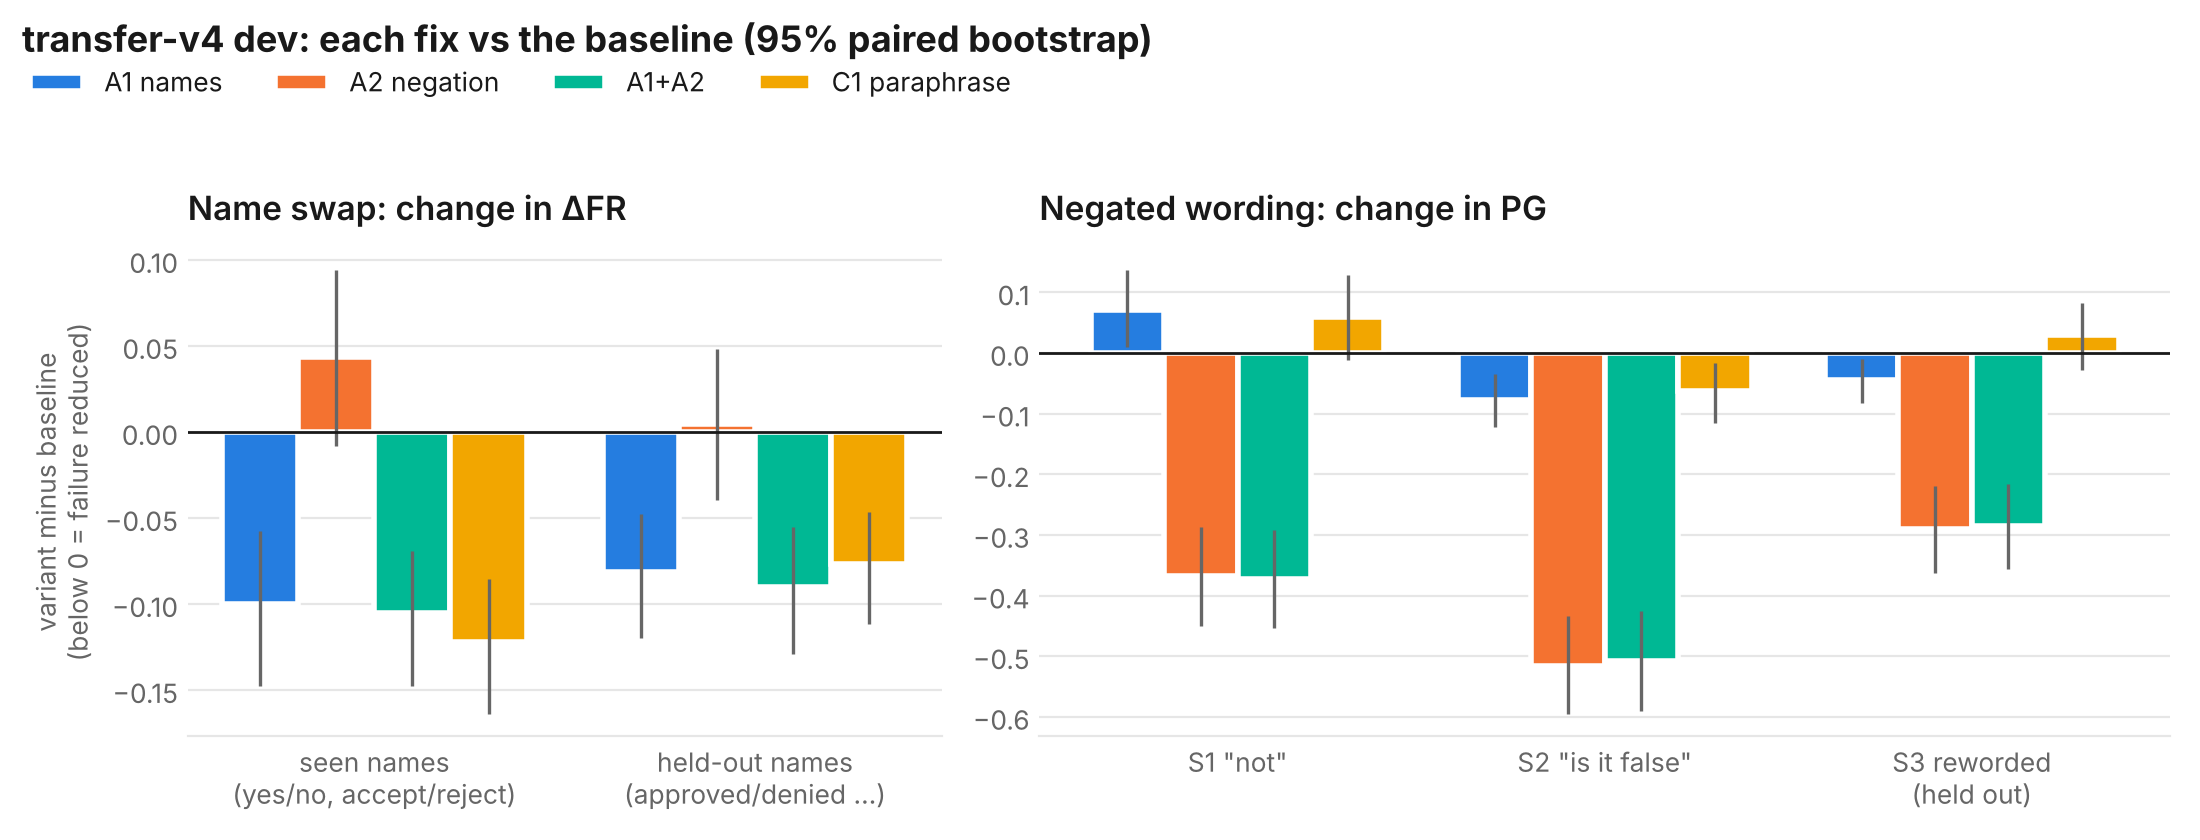 transfer-v4 dev: each fix vs the baseline (95% paired bootstrap)
A1 names
A2 negation
A1+A2
C1 paraphrase
Name swap: change in ΔFR
variant minus baseline
(below 0 = failure reduced)
0.10
0.05
0.00
−0.05
−0.10
−0.15
seen names
(yes/no, accept/reject)
held-out names
(approved/denied ...)
Negated wording: change in PG
0.1
0.0
−0.1
−0.2
−0.3
−0.4
−0.5
−0.6
S1 "not"
S2 "is it false"
S3 reworded
(held out)